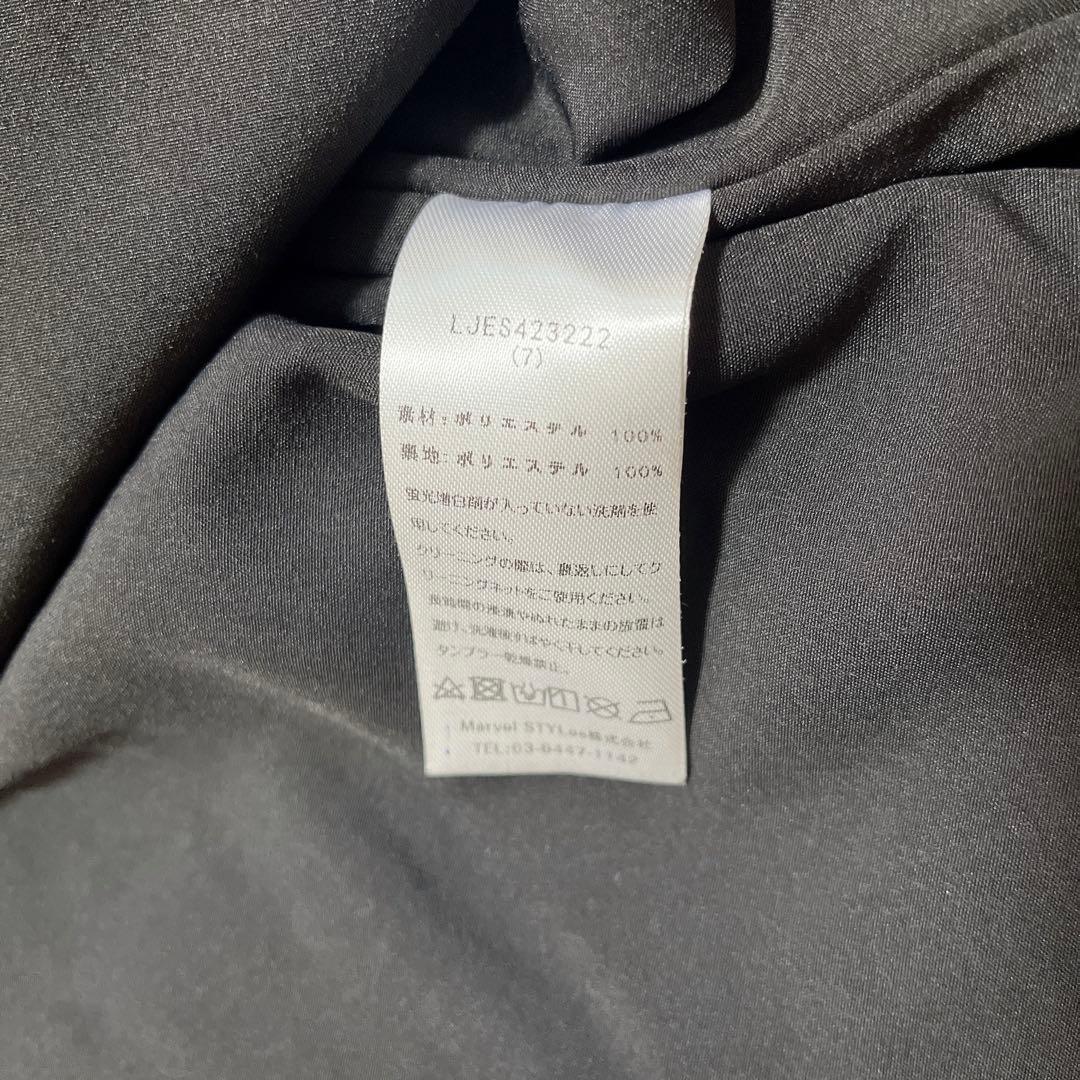 LJES423222
(7)
素材：ポリエステル 100%
裏地：ポリエステル 100%
蛍光増白剤が入っていない洗剤を使
用してください。
クリーニングの際は、裏返しにしてク
リーニングネットをご使用ください。
長時間の浸漬やぬれたままの放置は
避け、洗濯後すばやく干してください。
タンブラー乾燥禁止。
Marvel STYLes株式会社
TEL:03-6447-1142